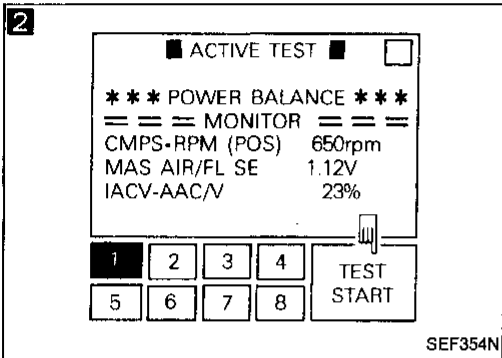 2
ACTIVE TEST
*** POWER BALANCE ***
= = = MONITOR = = = =
CMPS•RPM (POS) 650rpm
MAS AIR/FL SE 1.12V
IACV-AAC/V 23%
1 2 3 4
TEST START
5 6 7 8
SEF354N